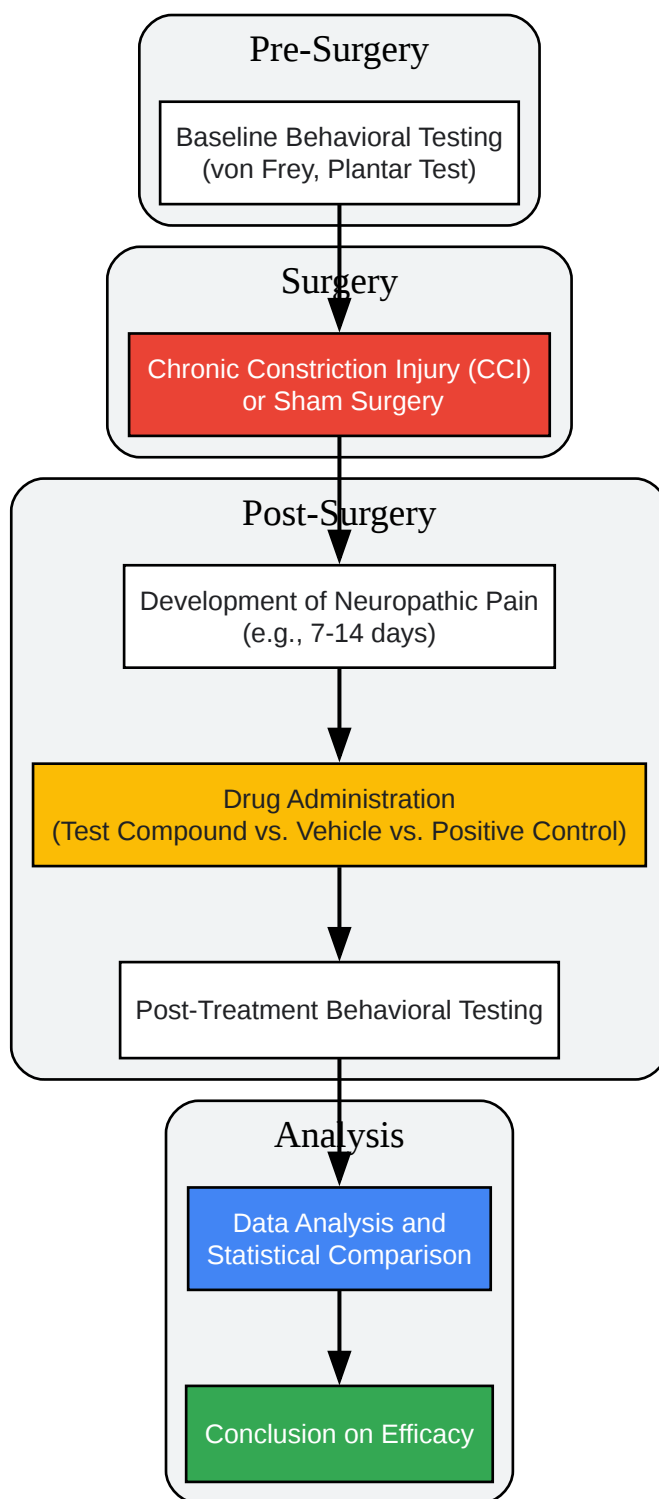 Pre-Surgery
Baseline Behavioral Testing
(von Frey, Plantar Test)
Surgery
Chronic Constriction Injury (CCI)
or Sham Surgery
Post-Surgery
Development of Neuropathic Pain
(e.g., 7-14 days)
Drug Administration
(Test Compound vs. Vehicle vs. Positive Control)
Post-Treatment Behavioral Testing
Analysis
Data Analysis and
Statistical Comparison
Conclusion on Efficacy